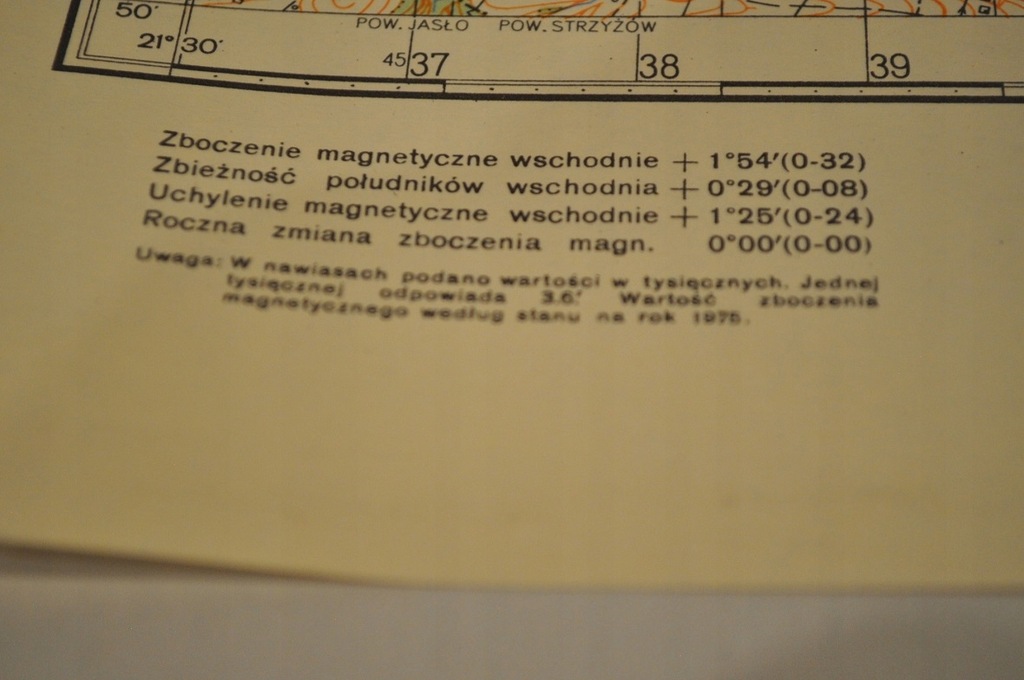 50′
POW. JASŁO POW. STRZYŻÓW
21° 30′
4537 38 39
Zboczenie magnetyczne wschodnie + 1°54′(0-32)
Zbieżność południków wschodnia + 0°29′(0-08)
Uchylenie magnetyczne wschodnie + 1°25′(0-24)
Roczna zmiana zboczenia magn. 0°00′(0-00)
Uwaga: W nawiasach podano wartości w tysięcznych. Jednej
tysięcznej odpowiada 3.6′. Wartość zboczenia
magnetycznego według stanu na rok 1975.